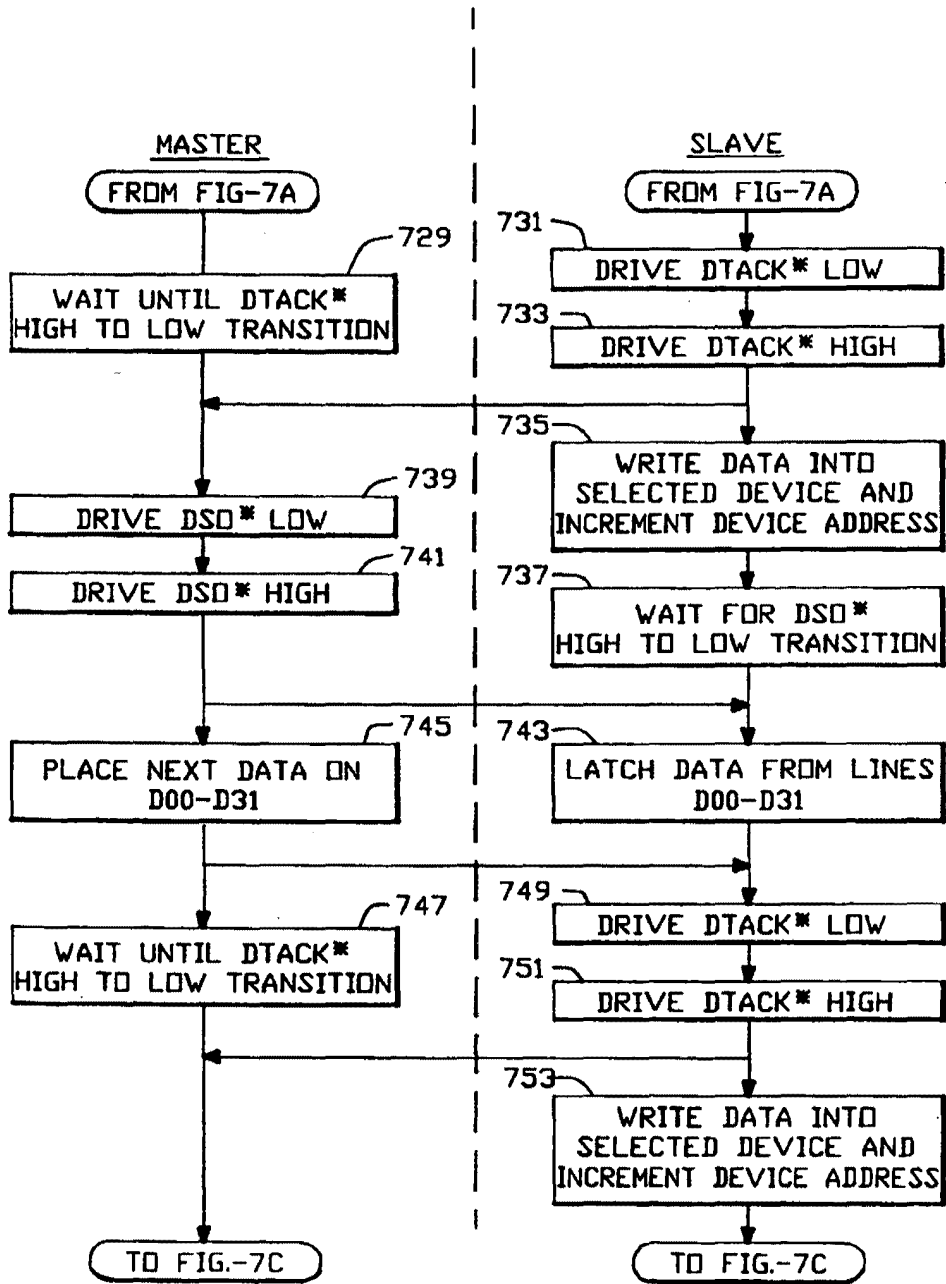 MASTER
FROM FIG-7A
729
WAIT UNTIL DTACK*
HIGH TO LOW TRANSITION
739
DRIVE DSO* LOW
741
DRIVE DSO* HIGH
745
PLACE NEXT DATA ON
D00-D31
747
WAIT UNTIL DTACK*
HIGH TO LOW TRANSITION
TO FIG.-7C
SLAVE
FROM FIG-7A
731
DRIVE DTACK* LOW
733
DRIVE DTACK* HIGH
735
WRITE DATA INTO
SELECTED DEVICE AND
INCREMENT DEVICE ADDRESS
737
WAIT FOR DSO*
HIGH TO LOW TRANSITION
743
LATCH DATA FROM LINES
D00-D31
749
DRIVE DTACK* LOW
751
DRIVE DTACK* HIGH
753
WRITE DATA INTO
SELECTED DEVICE AND
INCREMENT DEVICE ADDRESS
TO FIG.-7C